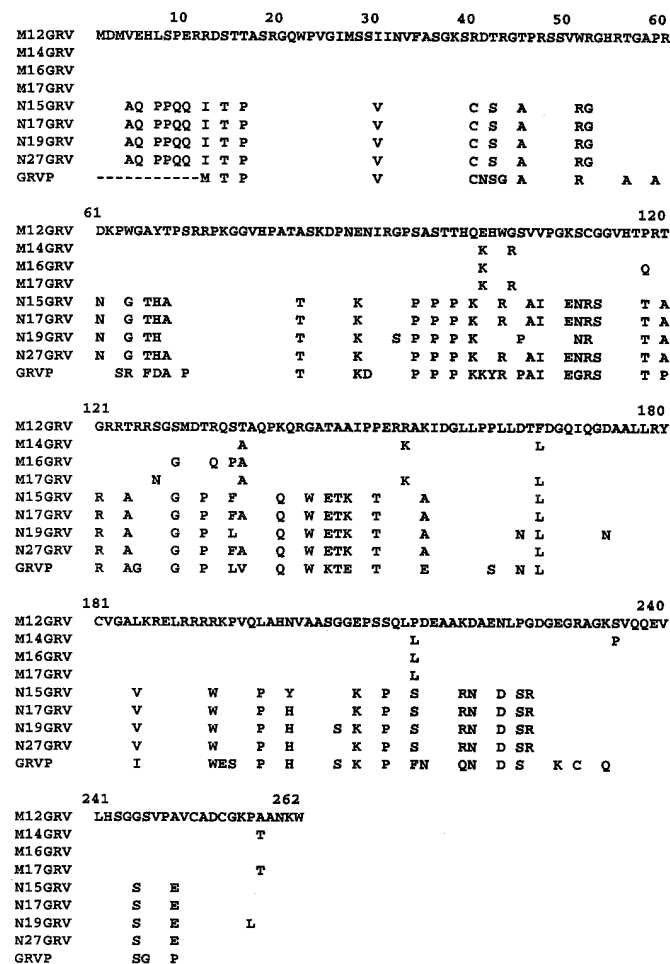 10 20 30 40 50 60
M12GRV MDMVEHLSPERRDSTTASRGQWPVGIMSSIINVFASGKSRDTRGTPRSSVWRGHRTGAPR
M14GRV
M16GRV
M17GRV
N15GRV AQ PPQQ I T P V C S A RG
N17GRV AQ PPQQ I T P V C S A RG
N19GRV AQ PPQQ I T P V C S A RG
N27GRV AQ PPQQ I T P V C S A RG
GRVP -----------M T P V CNSG A R A A
61 120
M12GRV DKPWGAYTPSRRPKGGVHPATASKDPNENIRGPSASTTHQEHWGSVVPGKSCGGVHTPRT
M14GRV K R
M16GRV K Q
M17GRV K R
N15GRV N G THA T K P P P K R AI ENRS T A
N17GRV N G THA T K P P P K R AI ENRS T A
N19GRV N G TH T K S P P P K P NR T A
N27GRV N G THA T K P P P K R AI ENRS T A
GRVP SR FDA P T KD P P P KKYR PAI EGRS T P
121 180
M12GRV GRRTRRSGSMDTRQSTAQPKQRGATAAIPPERRAKIDGLLPPLLDTFDGQIQGDAALLRY
M14GRV A K L
M16GRV G Q PA
M17GRV N A K L
N15GRV R A G P F Q W ETK T A L
N17GRV R A G P FA Q W ETK T A L
N19GRV R A G P L Q W ETK T A N L N
N27GRV R A G P FA Q W ETK T A L
GRVP R AG G P LV Q W KTE T E S N L
181 240
M12GRV CVGALKRELRRRRKPVQLAHNVAASGGEPSSQLPDEAAKDAENLPGDGEGRAGKSVQQEV
M14GRV L P
M16GRV L
M17GRV L
N15GRV V W P Y K P S RN D SR
N17GRV V W P H K P S RN D SR
N19GRV V W P H S K P S RN D SR
N27GRV V W P H K P S RN D SR
GRVP I WES P H S K P FN QN D S K C Q
241 262
M12GRV LHSGGSVPAVCADCGKPAANKW
M14GRV T
M16GRV
M17GRV T
N15GRV S E
N17GRV S E
N19GRV S E L
N27GRV S E
GRVP SG P